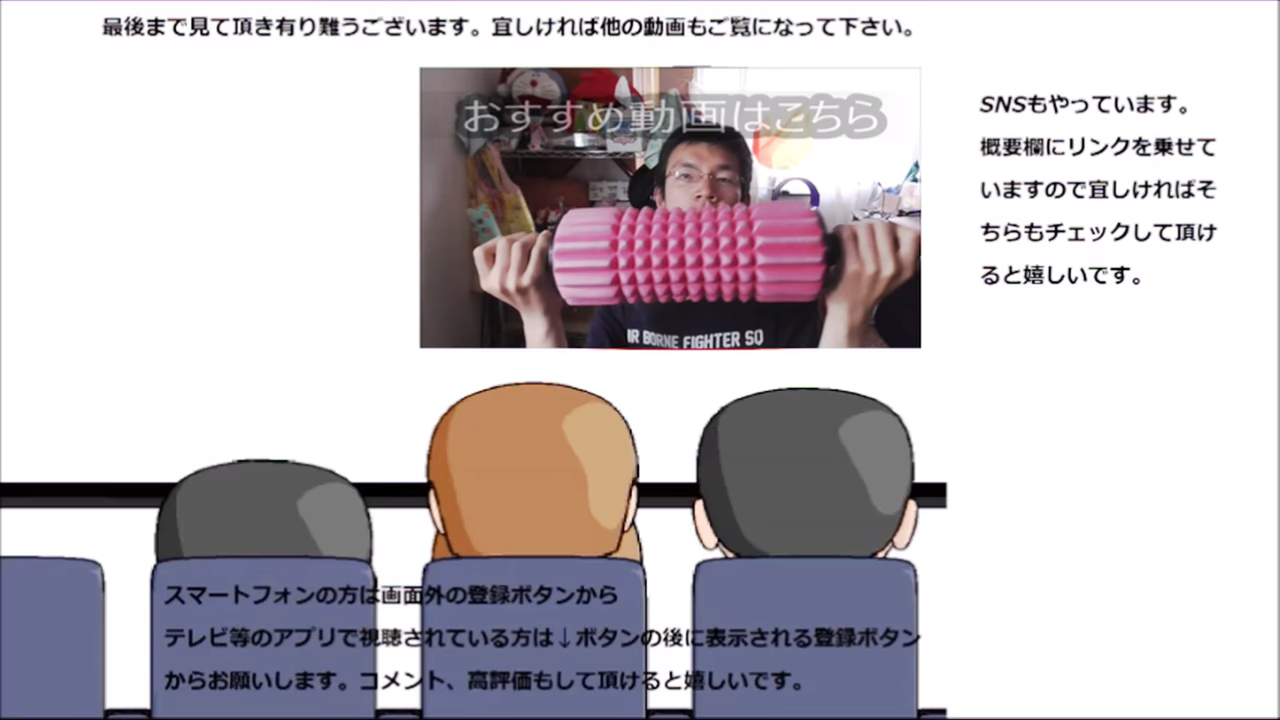 最後まで見て頂き有り難うございます。宜しければ他の動画もご覧になって下さい。
おすすめ動画はこちら
IR BORNE FIGHTER SQ
SNSもやっています。
概要欄にリンクを乗せて
いますので宜しければそ
ちらもチェックして頂け
ると嬉しいです。
スマートフォンの方は画面外の登録ボタンから
テレビ等のアプリで視聴されている方は↓ボタンの後に表示される登録ボタン
からお願いします。コメント、高評価もして頂けると嬉しいです。